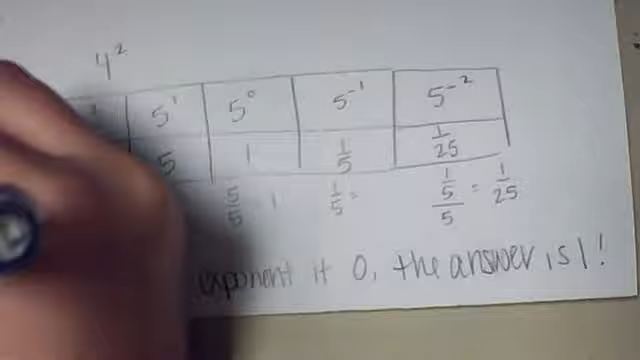 4²
5¹ 5⁰ 5⁻¹ 5⁻²
5 1 1/5 1/25
5/5 = 1 1/5 = 1/5/5 = 1/25
exponent it 0, the answer is 1!